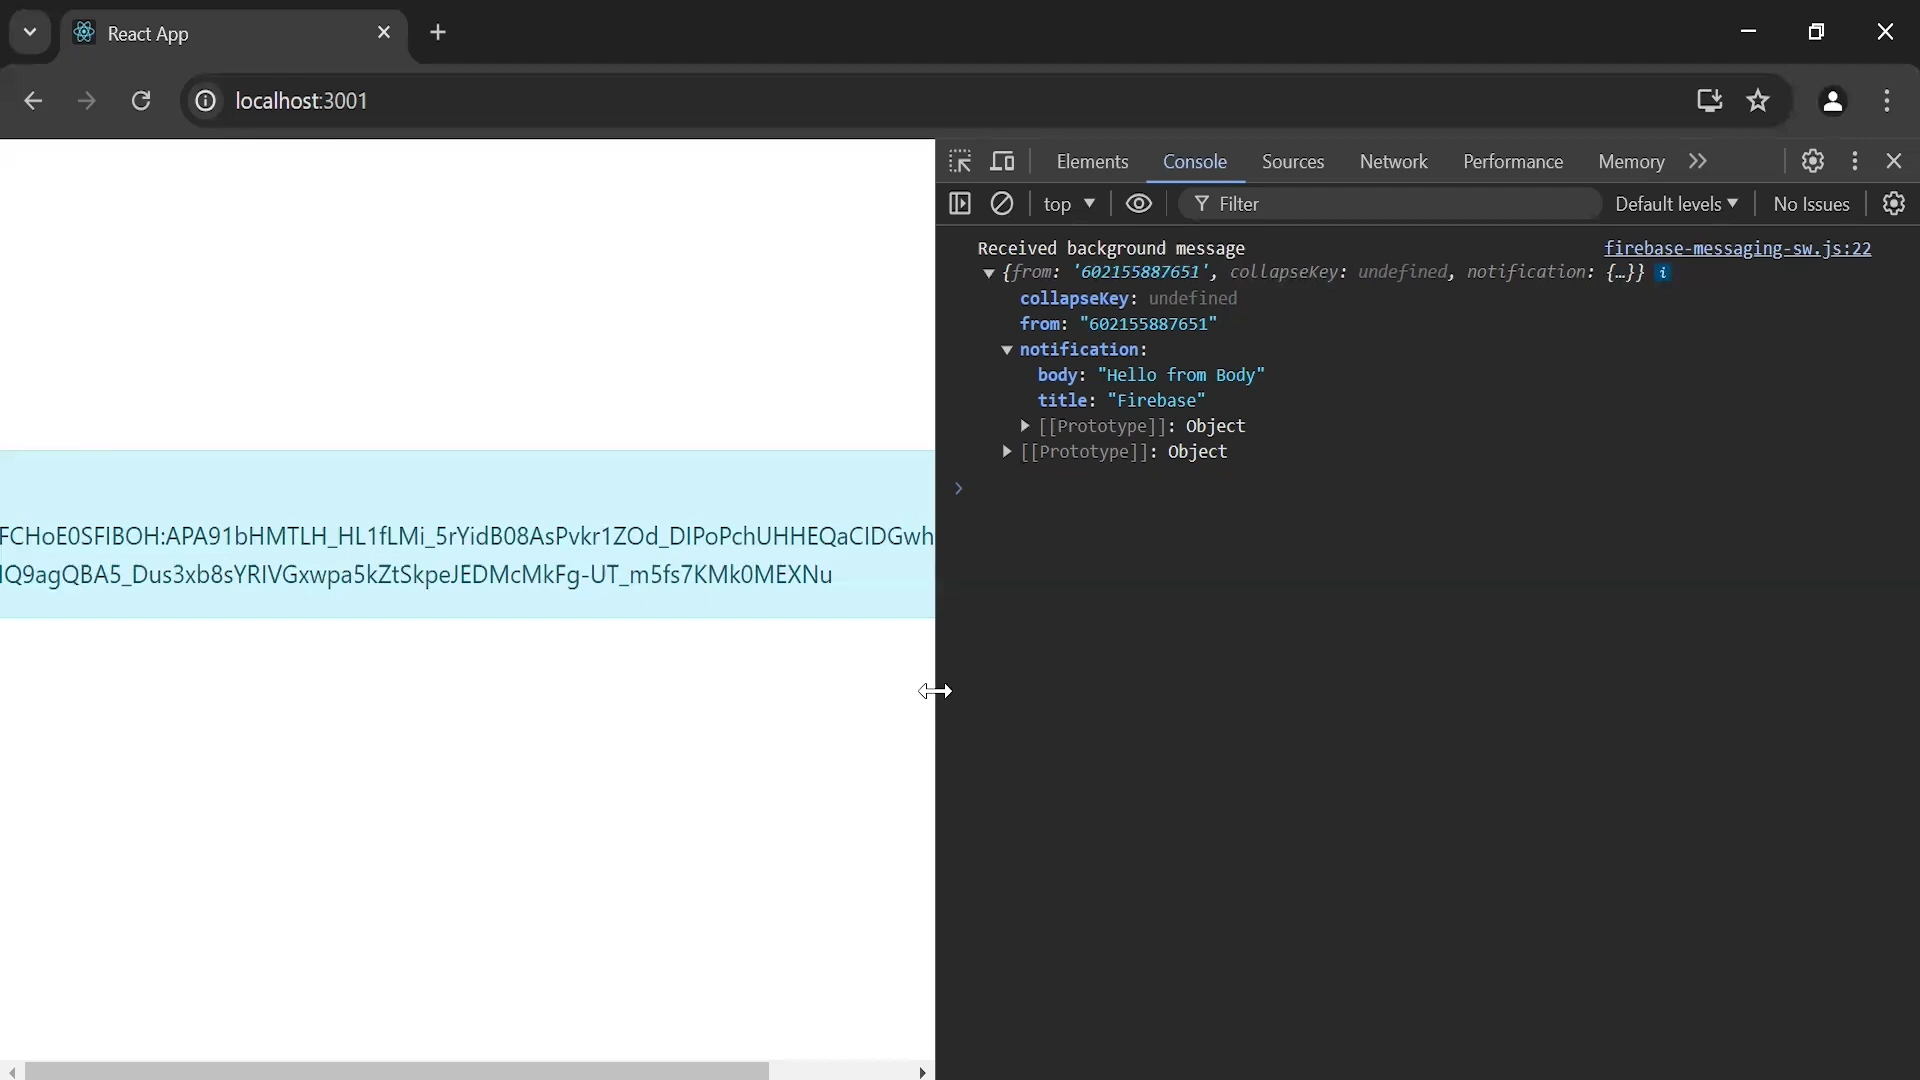 React App
localhost:3001
Elements Console Sources Network Performance Memory
top Filter Default levels No Issues
Received background message firebase-messaging-sw.js:22
{from: '602155887651', collapseKey: undefined, notification: {…}} i
collapseKey: undefined
from: "602155887651"
notification:
body: "Hello from Body"
title: "Firebase"
[[Prototype]]: Object
[[Prototype]]: Object
FCHoE0SFIBOH:APA91bHMTLH_HL1fLMi_5rYidB08AsPvkr1ZOd_DIPoPchUHHEQaCIDGwh
IQ9agQBA5_Dus3xb8sYRIVGxwpa5kZtSkpeJEDMcMkFg-UT_m5fs7KMk0MEXNu